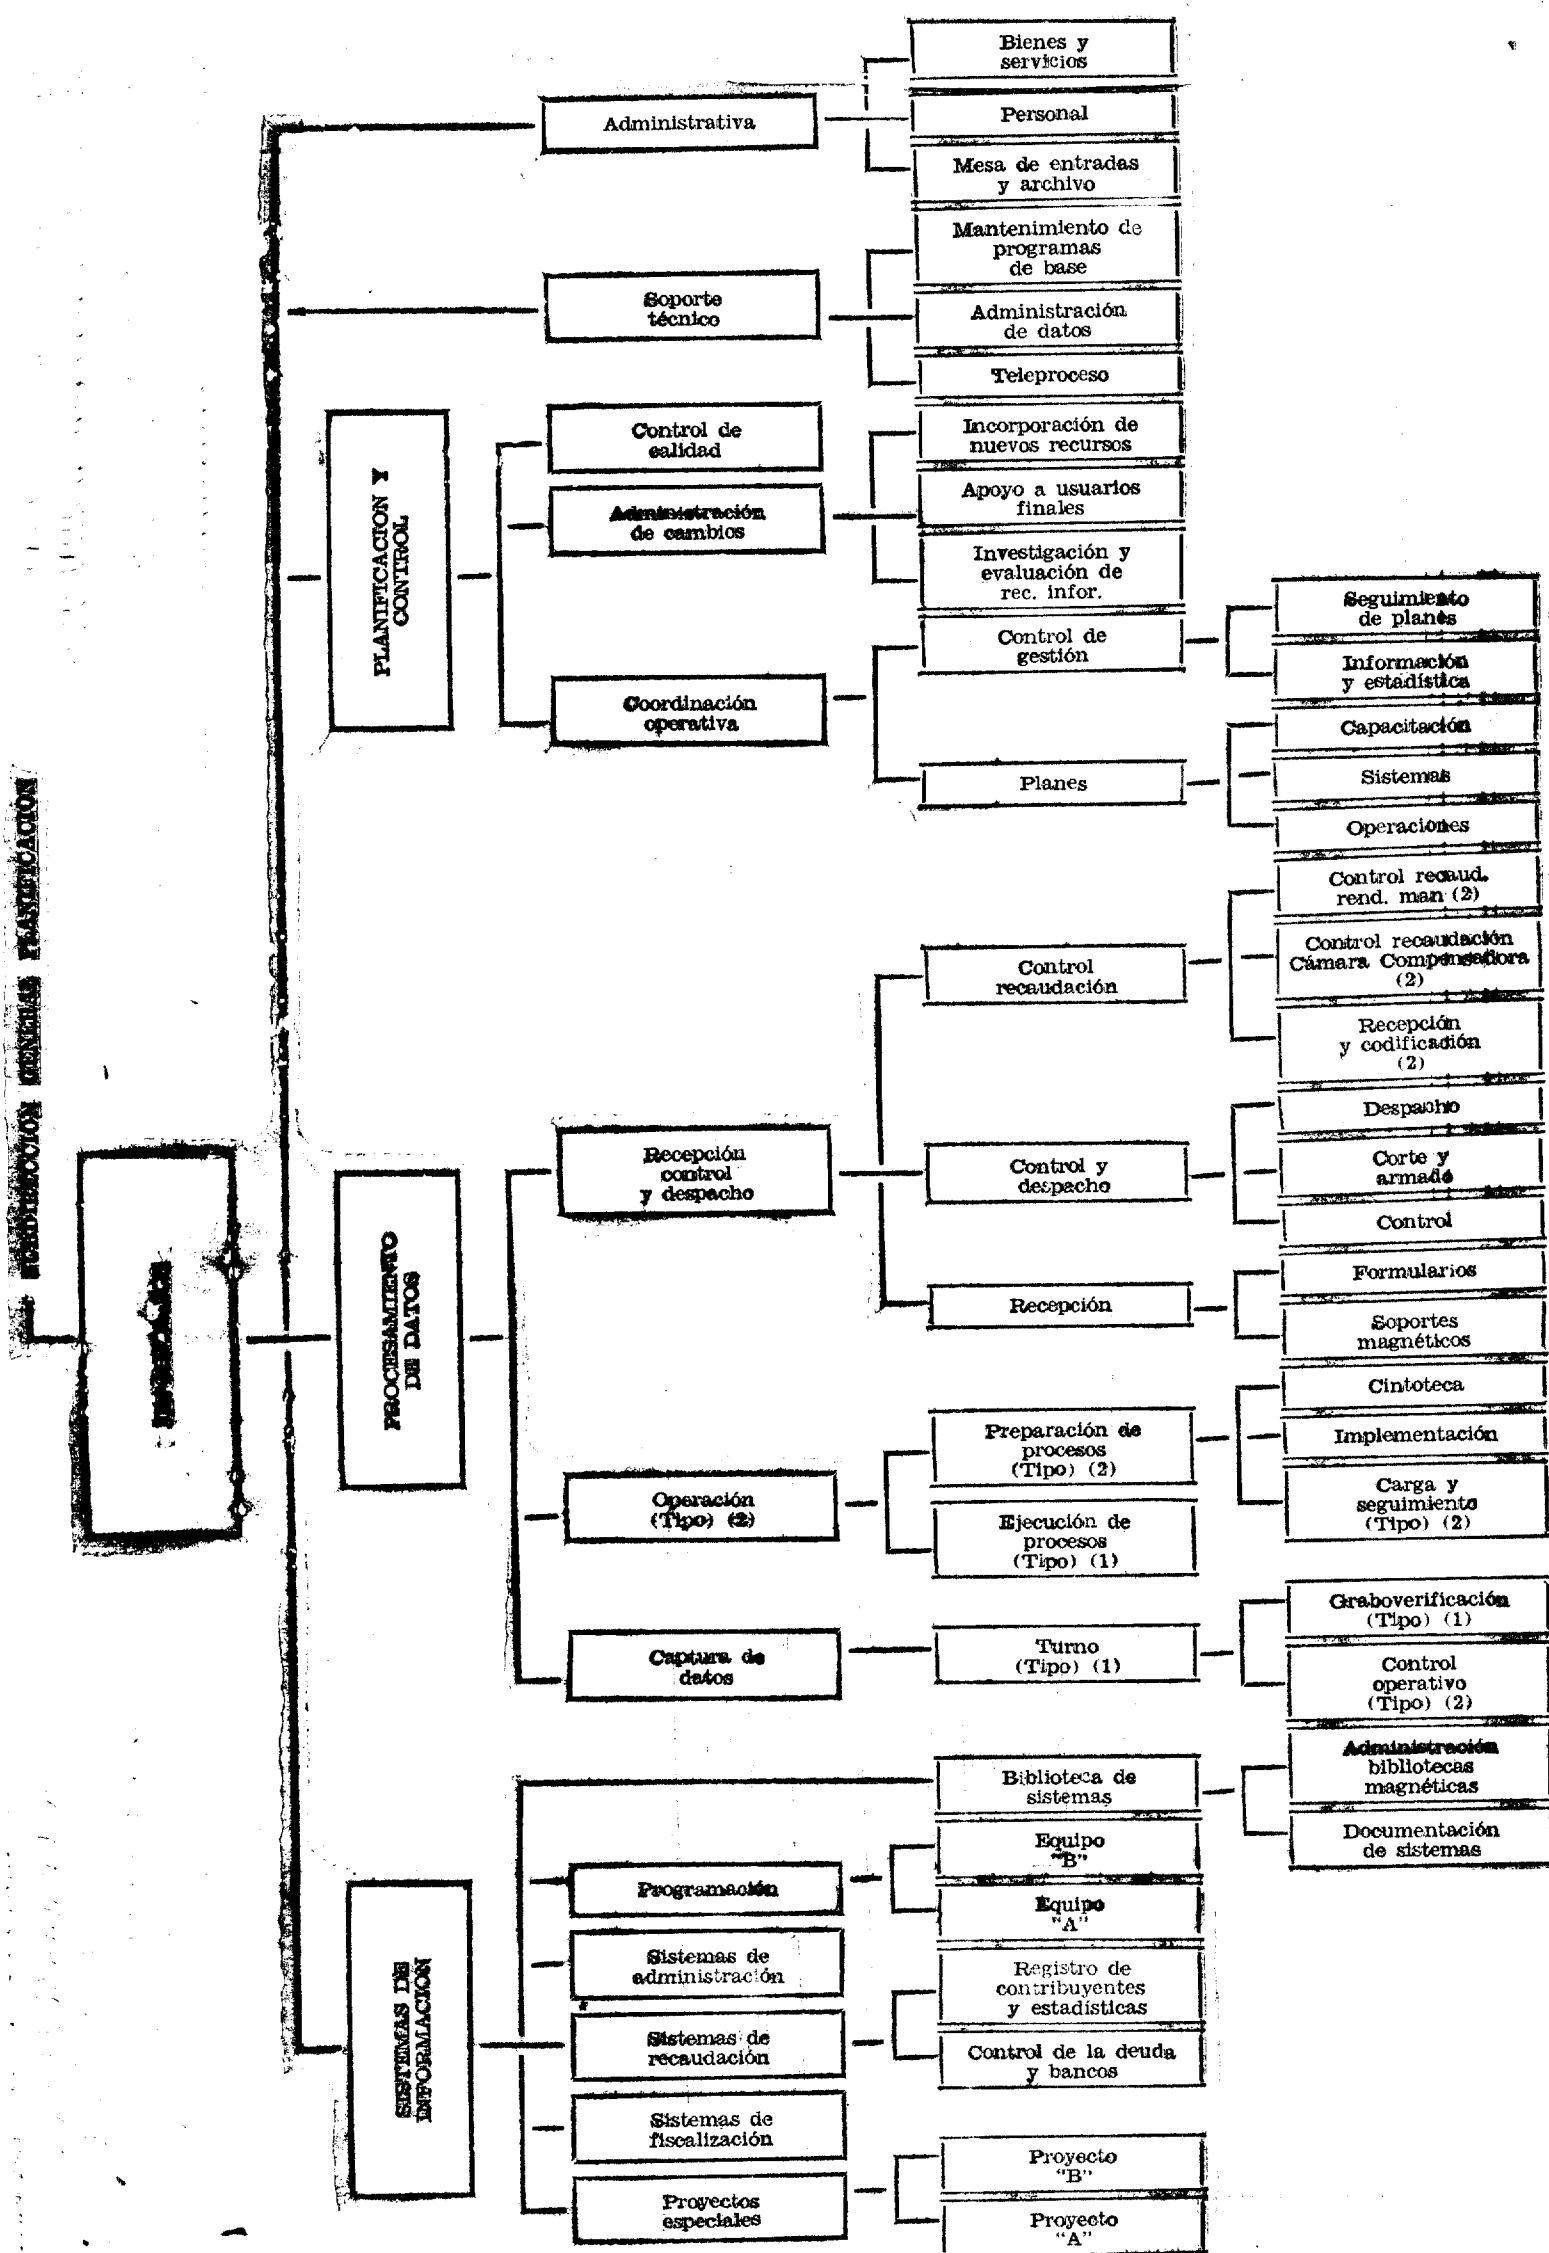 SUBDIRECCION GENERAL PLANIFICACION
Administrativa
Bienes y
servicios
Personal
Mesa de entradas
y archivo
Soporte
técnico
Mantenimiento de
programas
de base
Administración
de datos
Teleproceso
PLANIFICACION Y
CONTROL
Control de
calidad
Administración
de cambios
Incorporación de
nuevos recursos
Apoyo a usuarios
finales
Investigación y
evaluación de
rec. infor.
Coordinación
operativa
Control de
gestión
Seguimiento
de planes
Información
y estadística
Planes
Capacitación
Sistemas
Operaciones
PROCESAMIENTO
DE DATOS
Recepción
control
y despacho
Control
recaudación
Control recaud.
rend. man (2)
Control recaudación
Cámara Compensadora
(2)
Recepción
y codificación
(2)
Control y
despacho
Despacho
Corte y
armado
Control
Recepción
Formularios
Soportes
magnéticos
Operación
(Tipo) (2)
Preparación de
procesos
(Tipo) (2)
Cintoteca
Implementación
Carga y
seguimiento
(Tipo) (2)
Ejecución de
procesos
(Tipo) (1)
Captura de
datos
Turno
(Tipo) (1)
Graboverificación
(Tipo) (1)
Control
operativo
(Tipo) (2)
SISTEMAS DE
INFORMACION
Biblioteca de
sistemas
Administración
bibliotecas
magnéticas
Documentación
de sistemas
Programación
Equipo
"B"
Equipo
"A"
Sistemas de
administración
Sistemas de
recaudación
Registro de
contribuyentes
y estadísticas
Control de la deuda
y bancos
Sistemas de
fiscalización
Proyectos
especiales
Proyecto
"B"
Proyecto
"A"